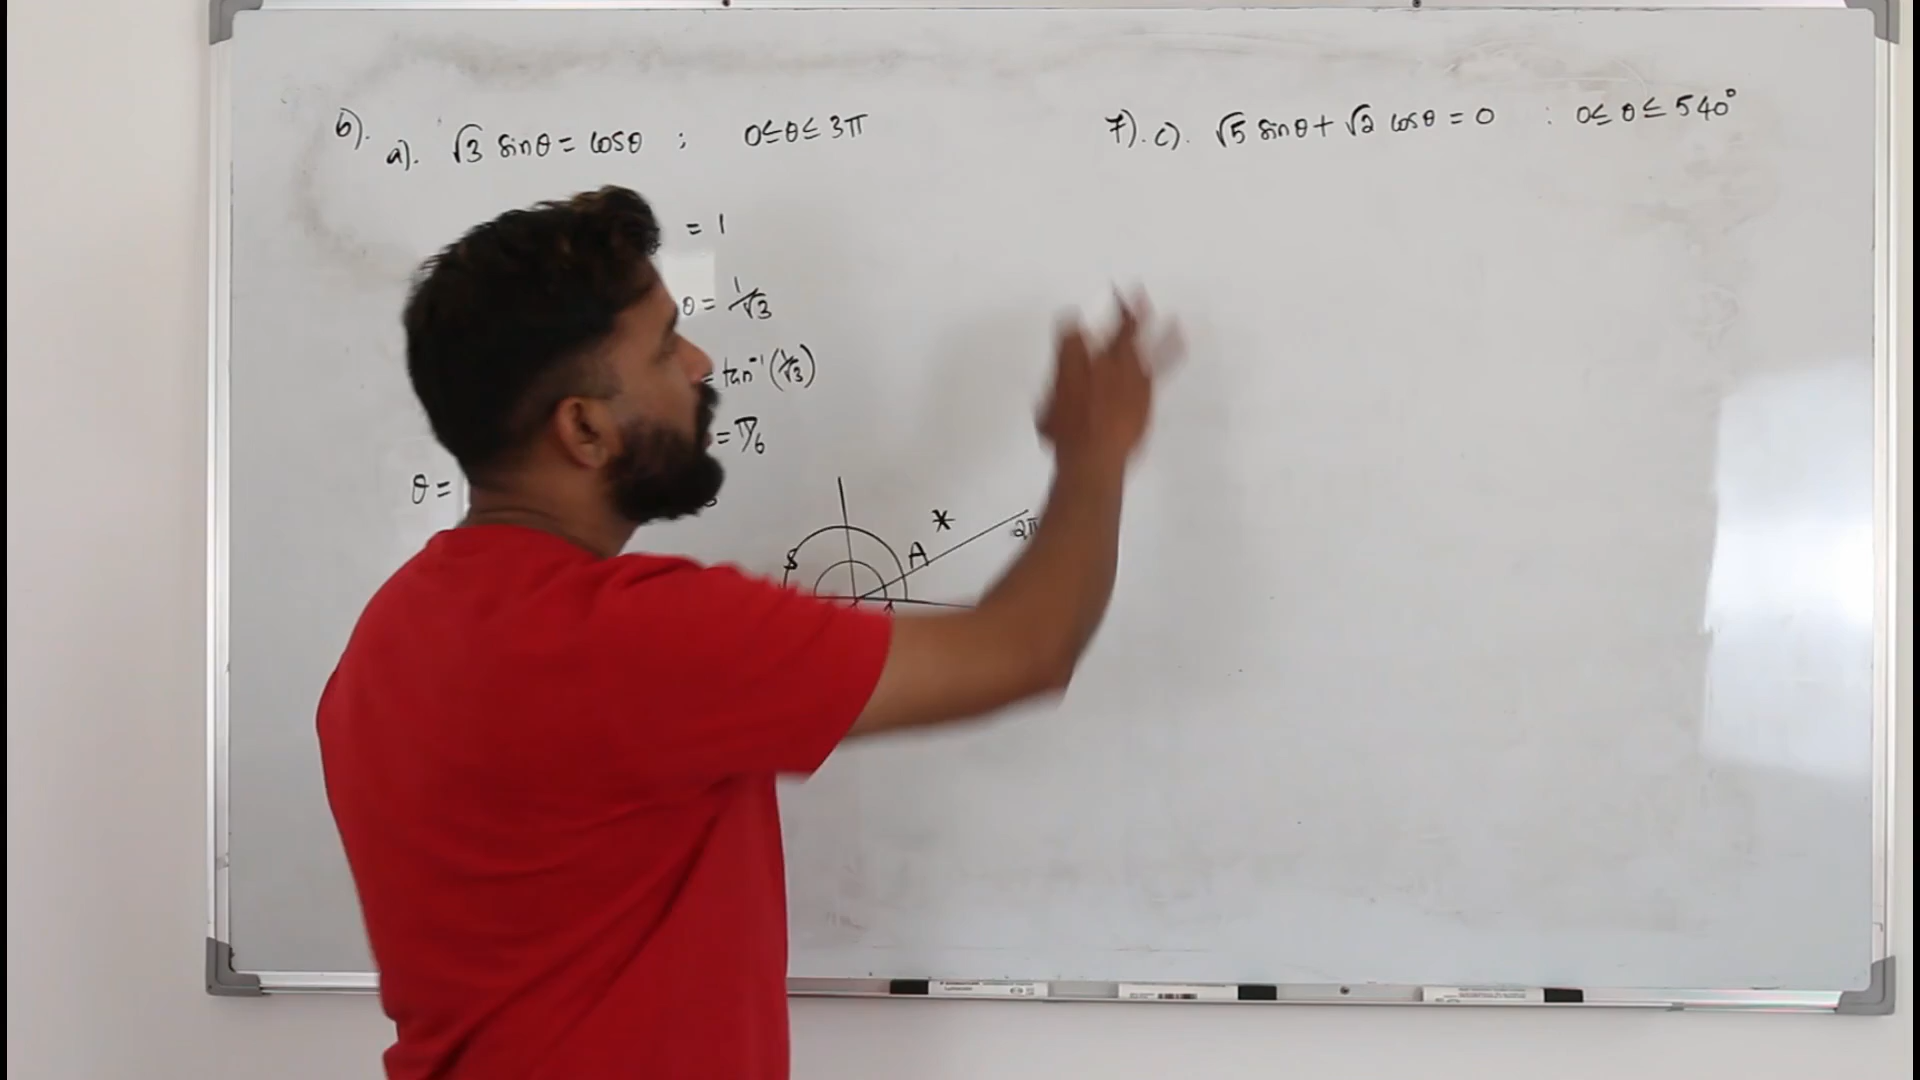 6).
a). √3 sinθ = cosθ ; 0≤θ≤ 3π
= 1
θ = 1/√3
= tan⁻¹(1/√3)
= π/6
θ =
S
A
*
2π
7). c). √5 sinθ + √2 cosθ = 0 : 0≤ θ ≤ 540°